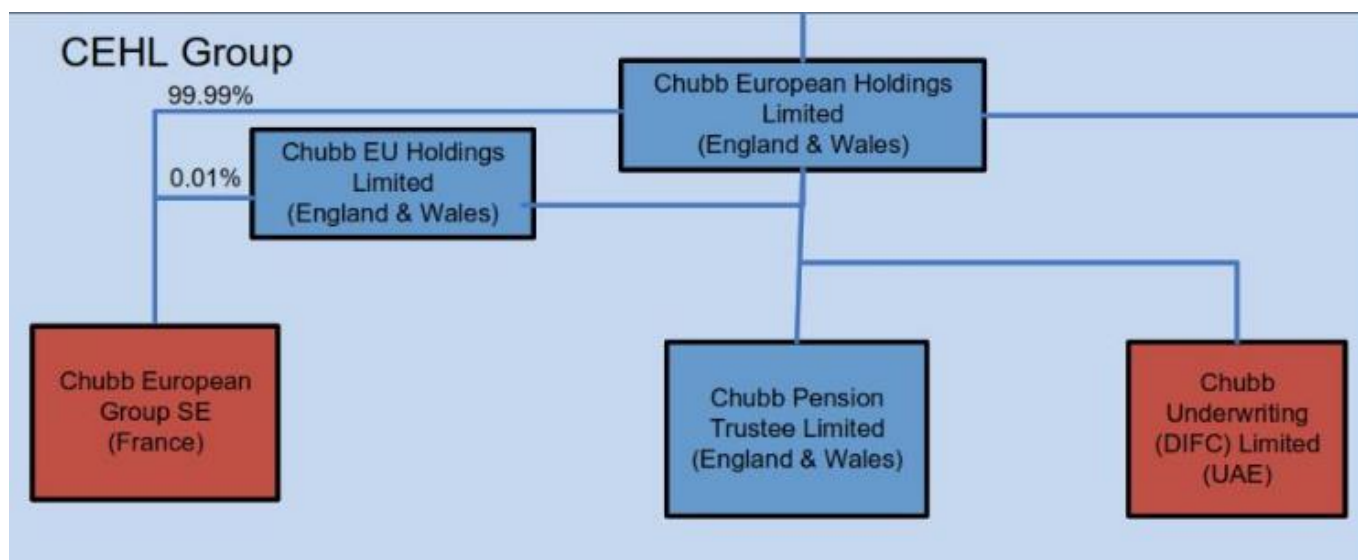 CEHL Group
99.99%
Chubb European Holdings
Limited
(England & Wales)
Chubb EU Holdings
Limited
(England & Wales)
0.01%
Chubb European
Group SE
(France)
Chubb Pension
Trustee Limited
(England & Wales)
Chubb
Underwriting
(DIFC) Limited
(UAE)